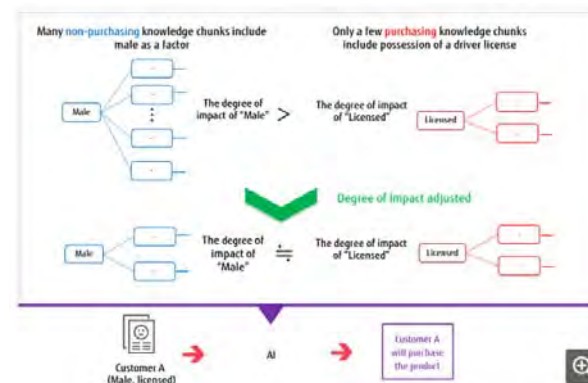 Many non-purchasing knowledge chunks include
male as a factor
Only a few purchasing knowledge chunks
include possession of a driver license
Male
The degree of
impact of "Male"
>
The degree of impact
of "Licensed"
Licensed
Degree of impact adjusted
Male
The degree of
impact of
"Male"
≒
The degree of impact
of "Licensed"
Licensed
Customer A
(Male, licensed)
AI
Customer A
will purchase
the product